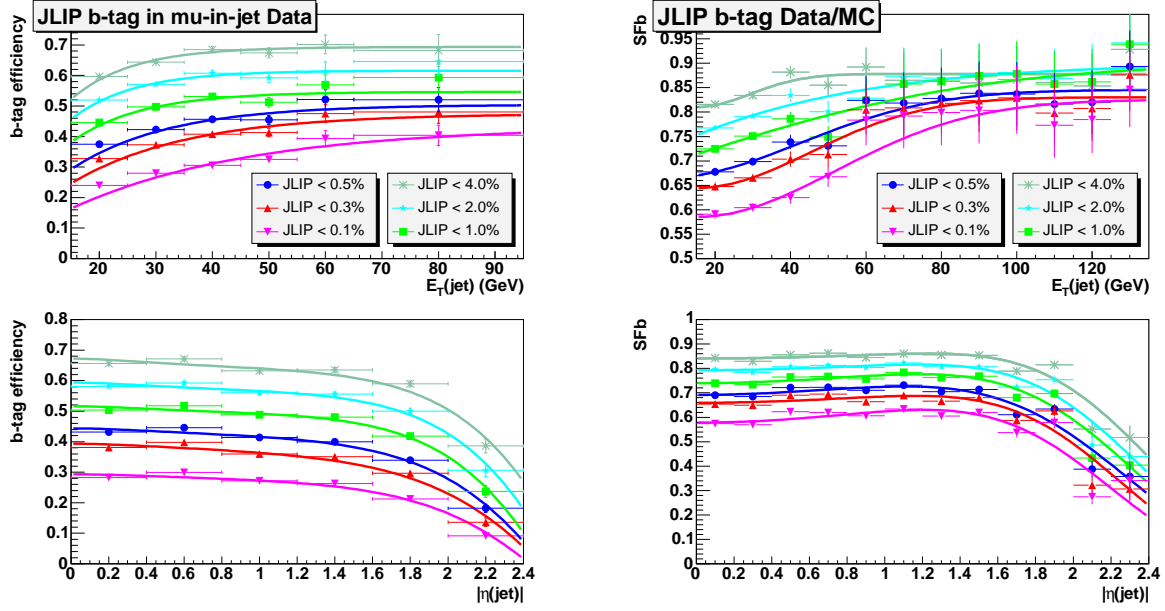 JLIP b-tag in mu-in-jet Data
b-tag efficiency
0.7
0.6
0.5
0.4
0.3
0.2
0.1
0
JLIP < 0.5%
JLIP < 4.0%
JLIP < 0.3%
JLIP < 2.0%
JLIP < 0.1%
JLIP < 1.0%
20 30 40 50 60 70 80 90
E_T(jet) (GeV)
JLIP b-tag Data/MC
SFb
0.95
0.9
0.85
0.8
0.75
0.7
0.65
0.6
0.55
0.5
JLIP < 0.5%
JLIP < 4.0%
JLIP < 0.3%
JLIP < 2.0%
JLIP < 0.1%
JLIP < 1.0%
20 40 60 80 100 120
E_T(jet) (GeV)
b-tag efficiency
0.8
0.7
0.6
0.5
0.4
0.3
0.2
0.1
0
0 0.2 0.4 0.6 0.8 1 1.2 1.4 1.6 1.8 2 2.2 2.4
|η(jet)|
SFb
1
0.9
0.8
0.7
0.6
0.5
0.4
0.3
0.2
0.1
0
0 0.2 0.4 0.6 0.8 1 1.2 1.4 1.6 1.8 2 2.2 2.4
|η(jet)|